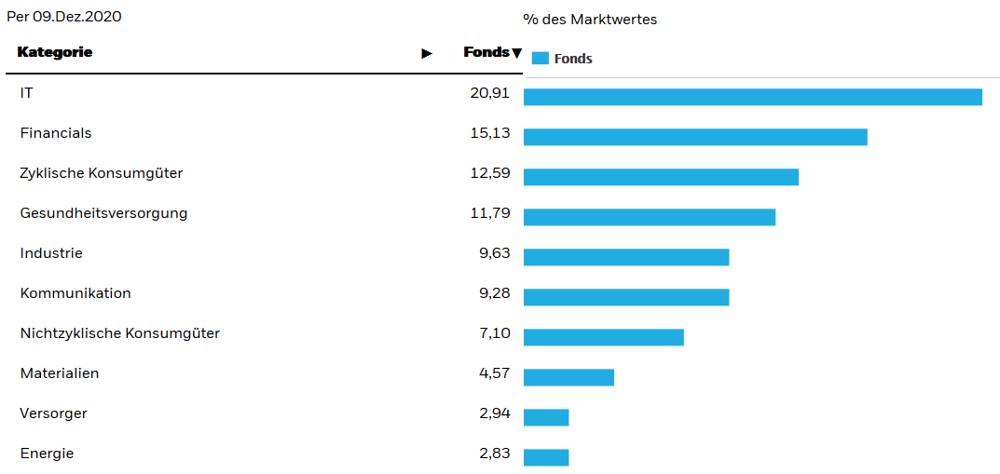 Per 09.Dez.2020
% des Marktwertes
Kategorie ▶ Fonds▼
Fonds
IT 20,91
Financials 15,13
Zyklische Konsumgüter 12,59
Gesundheitsversorgung 11,79
Industrie 9,63
Kommunikation 9,28
Nichtzyklische Konsumgüter 7,10
Materialien 4,57
Versorger 2,94
Energie 2,83